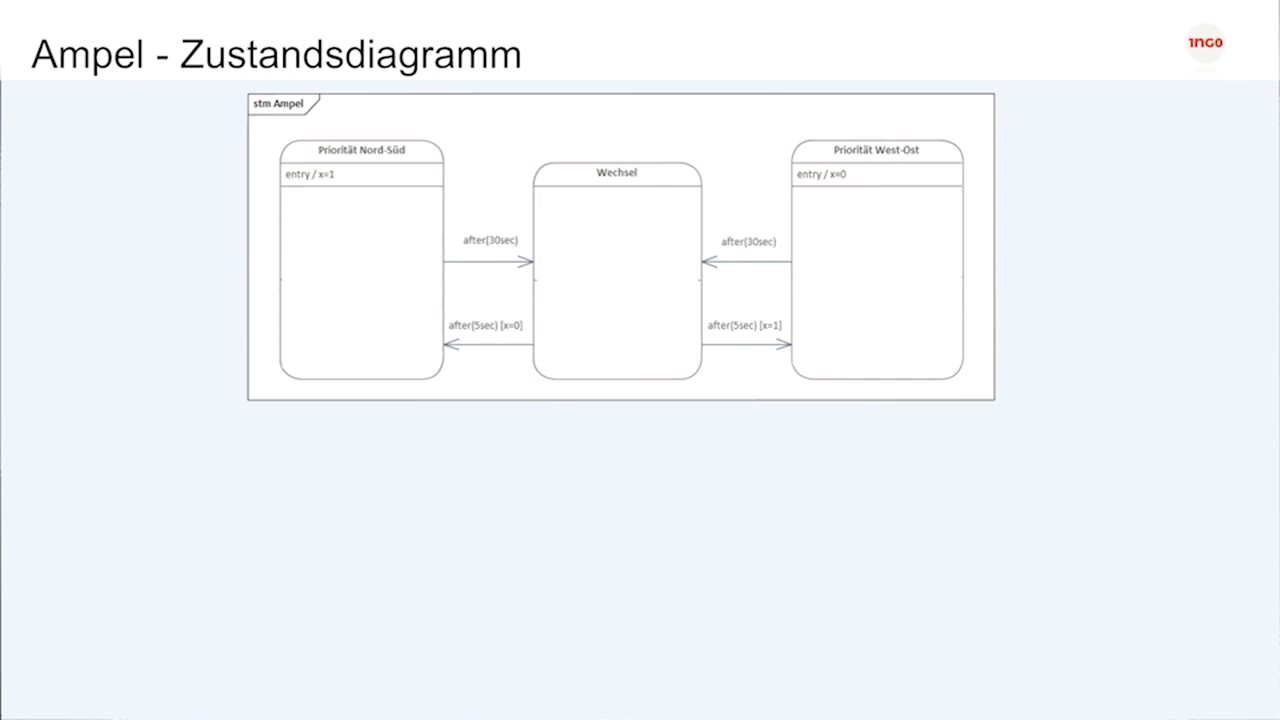 Ampel - Zustandsdiagramm
1NGO
stm Ampel
Priorität Nord-Süd
entry / x=1
Wechsel
Priorität West-Ost
entry / x=0
after(30sec)
after(30sec)
after(5sec) [x=0]
after(5sec) [x=1]